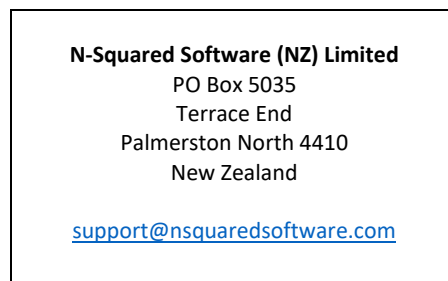 N-Squared Software (NZ) Limited
PO Box 5035
Terrace End
Palmerston North 4410
New Zealand
support@nsquaredsoftware.com